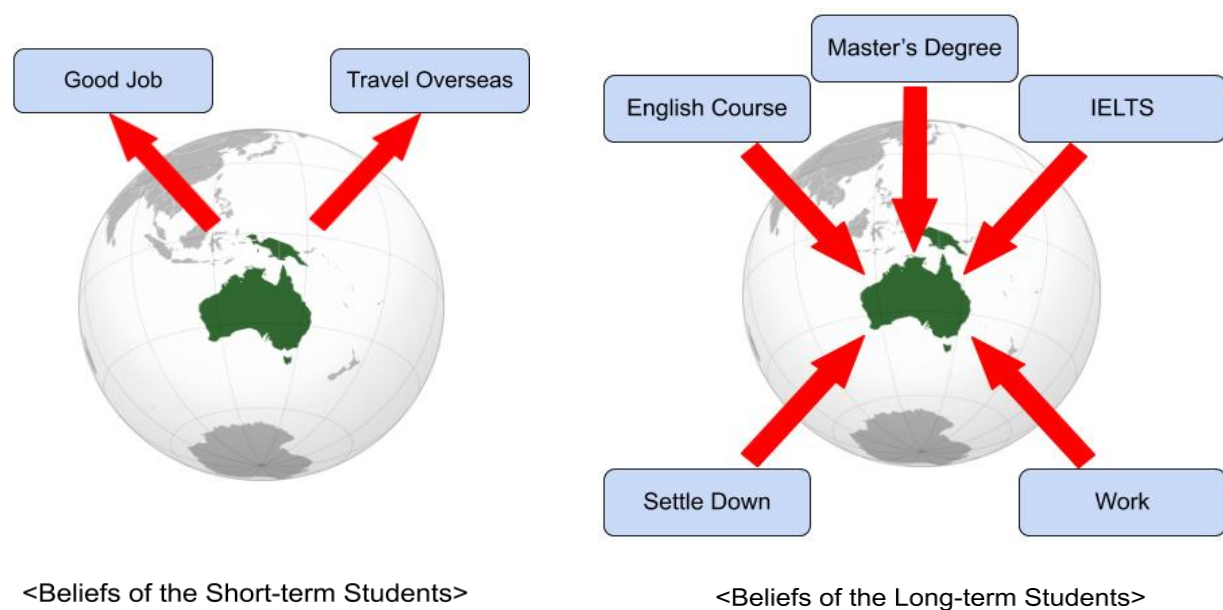 Good Job
Travel Overseas
<Beliefs of the Short-term Students>
Master’s Degree
English Course
IELTS
Settle Down
Work
<Beliefs of the Long-term Students>